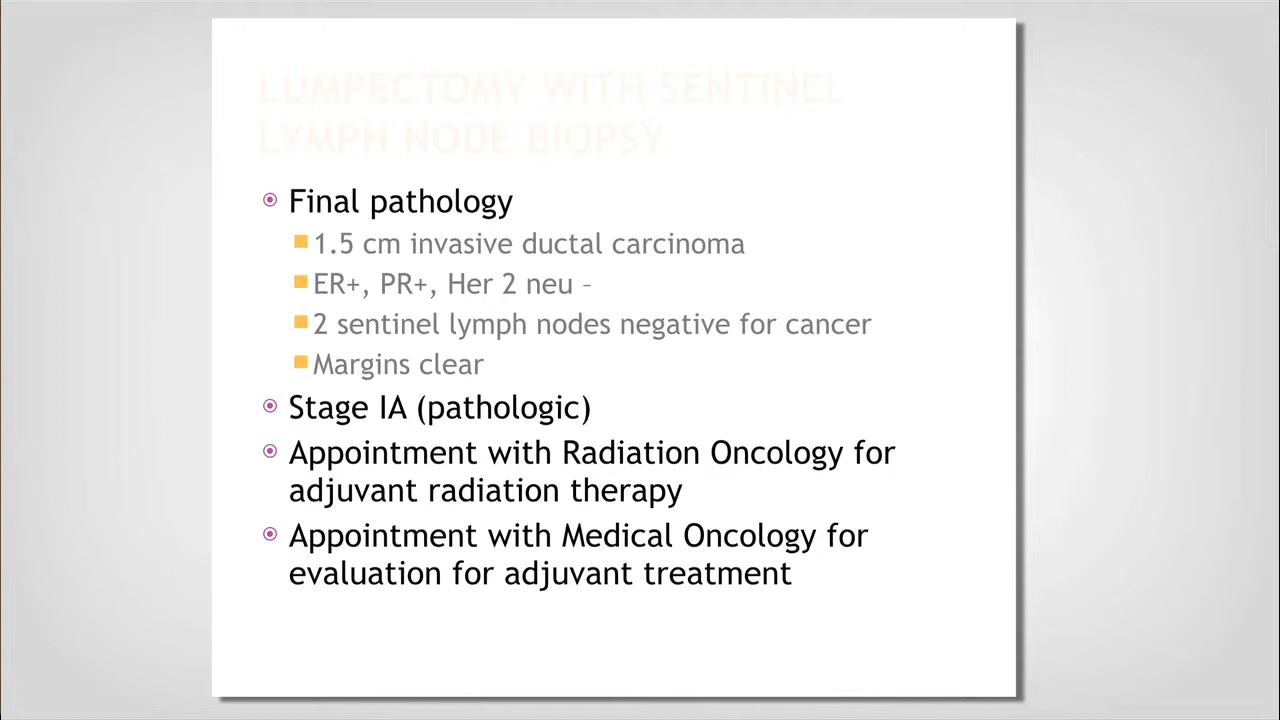 LUMPECTOMY WITH SENTINEL
LYMPH NODE BIOPSY
Final pathology
1.5 cm invasive ductal carcinoma
ER+, PR+, Her 2 neu –
2 sentinel lymph nodes negative for cancer
Margins clear
Stage IA (pathologic)
Appointment with Radiation Oncology for
adjuvant radiation therapy
Appointment with Medical Oncology for
evaluation for adjuvant treatment